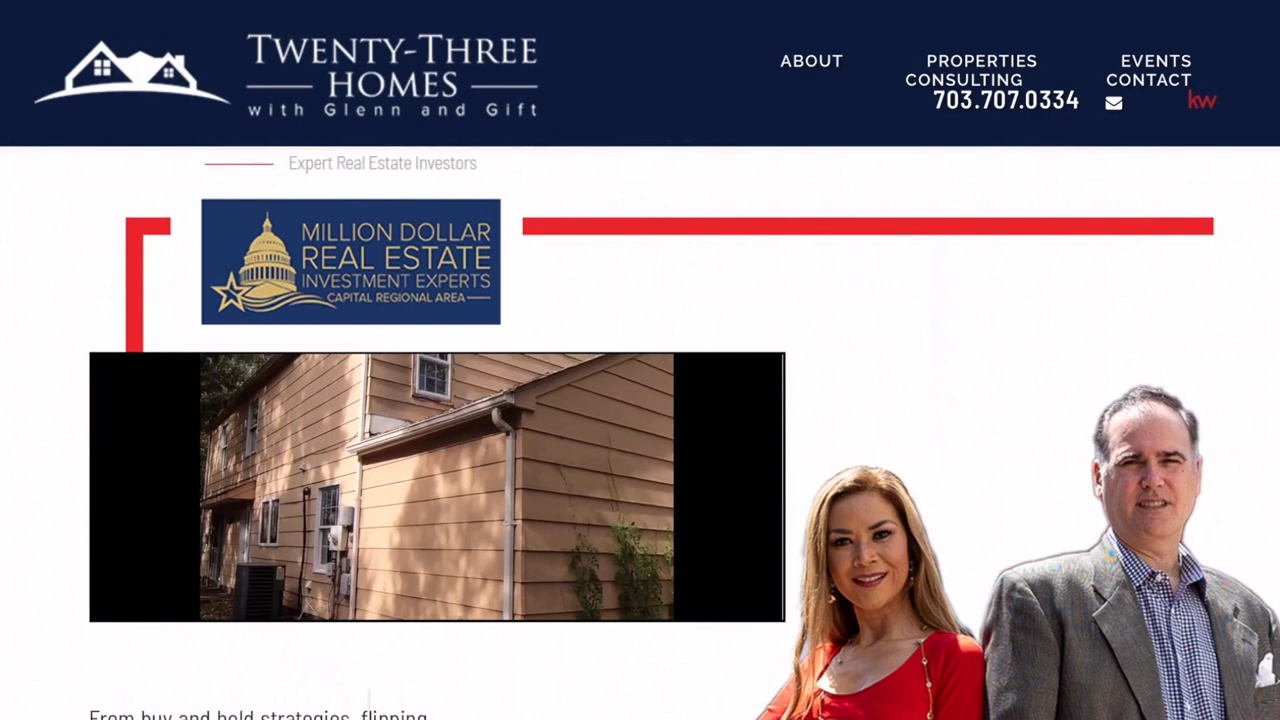 TWENTY-THREE
HOMES
with Glenn and Gift
ABOUT PROPERTIES EVENTS
CONSULTING CONTACT
703.707.0334
kw
Expert Real Estate Investors
MILLION DOLLAR
REAL ESTATE
INVESTMENT EXPERTS
CAPITAL REGIONAL AREA
From buy and hold strategies, flipping